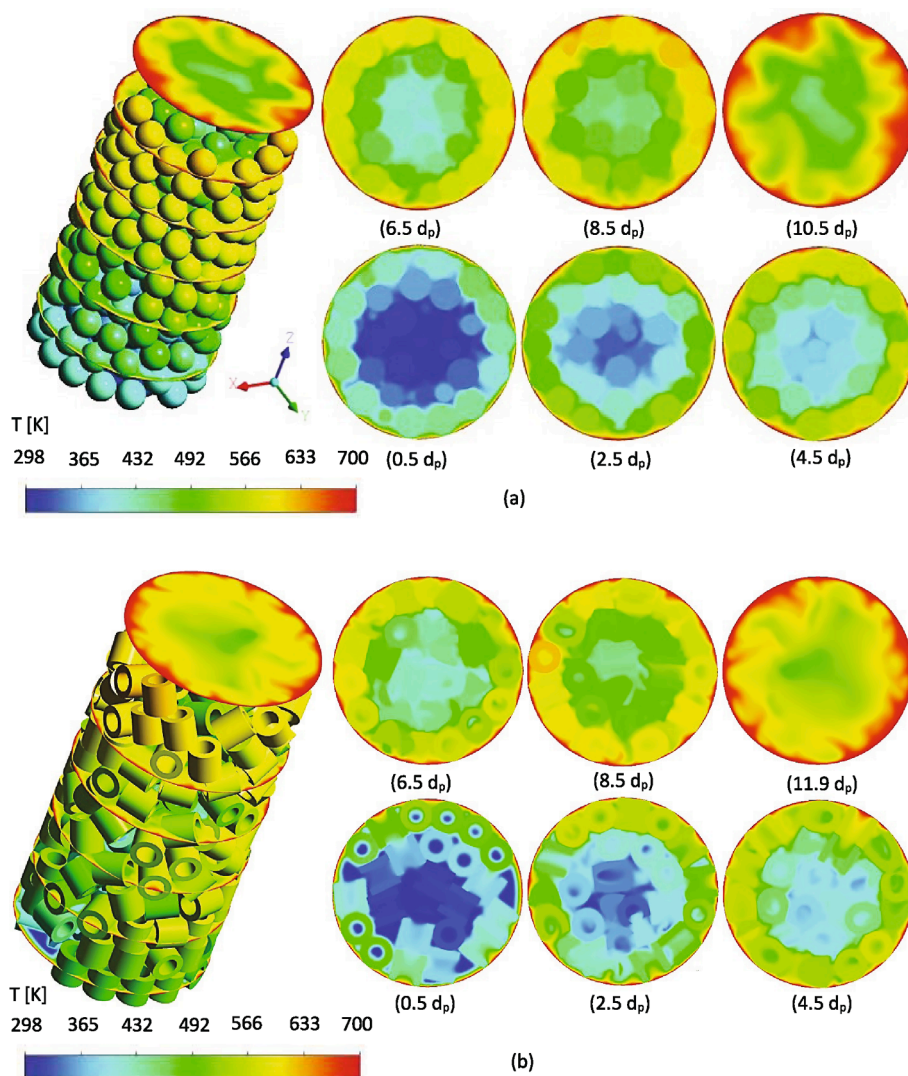 (6.5 dₚ) (8.5 dₚ) (10.5 dₚ)
Z
X
Y
T [K]
298 365 432 492 566 633 700
(0.5 dₚ) (2.5 dₚ) (4.5 dₚ)
(a)
(6.5 dₚ) (8.5 dₚ) (11.9 dₚ)
T [K]
298 365 432 492 566 633 700
(0.5 dₚ) (2.5 dₚ) (4.5 dₚ)
(b)